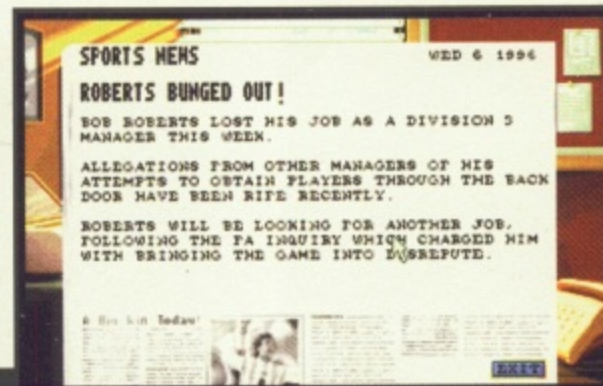 SPORTS NEWS
WED 6 1996
ROBERTS BUNGED OUT!
BOB ROBERTS LOST HIS JOB AS A DIVISION 3
MANAGER THIS WEEK.
ALLEGATIONS FROM OTHER MANAGERS OF HIS
ATTEMPTS TO OBTAIN PLAYERS THROUGH THE BACK
DOOR HAVE BEEN RIFE RECENTLY.
ROBERTS WILL BE LOOKING FOR ANOTHER JOB,
FOLLOWING THE FA INQUIRY WHICH CHARGED HIM
WITH BRINGING THE GAME INTO DISREPUTE.
Today!
EXIT